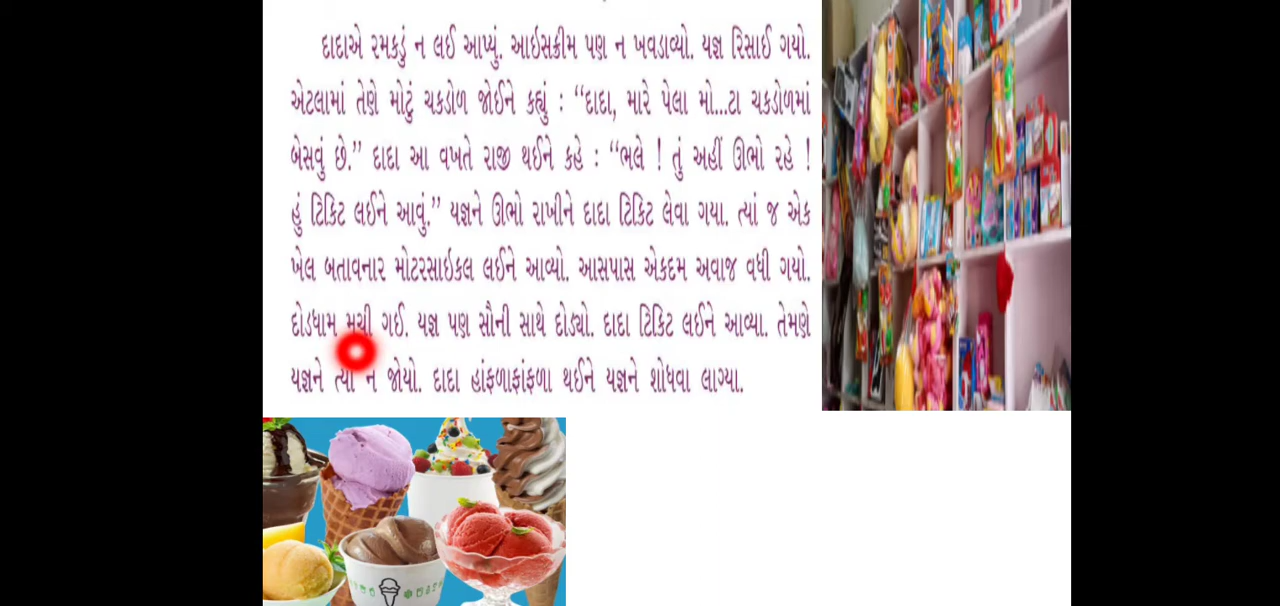 દાદાએ રમકડું ન લઈ આપ્યું. આઇસક્રીમ પણ ન ખવડાવ્યો. યજ્ઞ રિસાઈ ગયો.
એટલામાં તેણે મોટું ચકડોળ જોઈને કહ્યું : “દાદા, મારે પેલા મો...ટા ચકડોળમાં
બેસવું છે.” દાદા આ વખતે રાજી થઈને કહે : “ભલે ! તું અહીં ઊભો રહે !
હું ટિકિટ લઈને આવું.” યજ્ઞને ઊભો રાખીને દાદા ટિકિટ લેવા ગયા. ત્યાં જ એક
ખેલ બતાવનાર મોટરસાઇકલ લઈને આવ્યો. આસપાસ એકદમ અવાજ વધી ગયો.
દોડધામ મચી ગઈ. યજ્ઞ પણ સૌની સાથે દોડ્યો. દાદા ટિકિટ લઈને આવ્યા. તેમણે
યજ્ઞને ત્યાં ન જોયો. દાદા હાંફળાફાંફળા થઈને યજ્ઞને શોધવા લાગ્યા.